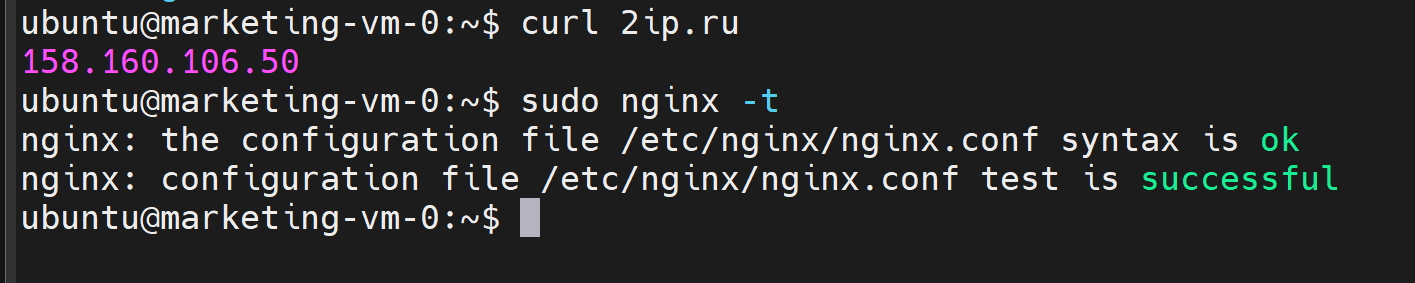 ubuntu@marketing-vm-0:~$ curl 2ip.ru
158.160.106.50
ubuntu@marketing-vm-0:~$ sudo nginx -t
nginx: the configuration file /etc/nginx/nginx.conf syntax is ok
nginx: configuration file /etc/nginx/nginx.conf test is successful
ubuntu@marketing-vm-0:~$